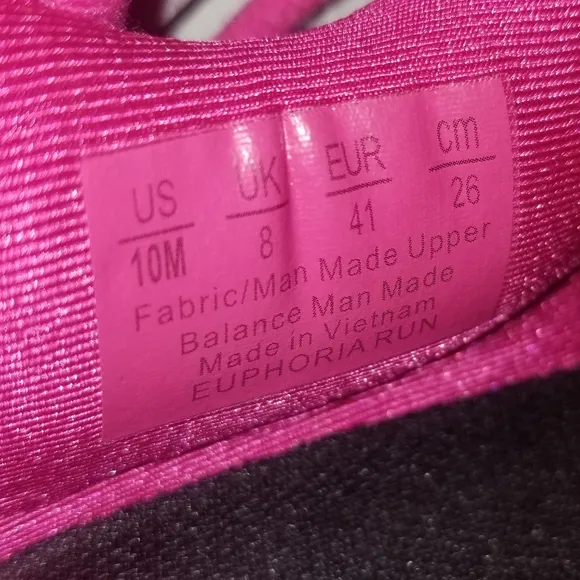 US UK EUR cm
10M 8 41 26
Fabric/Man Made Upper
Balance Man Made
Made in Vietnam
EUPHORIA RUN